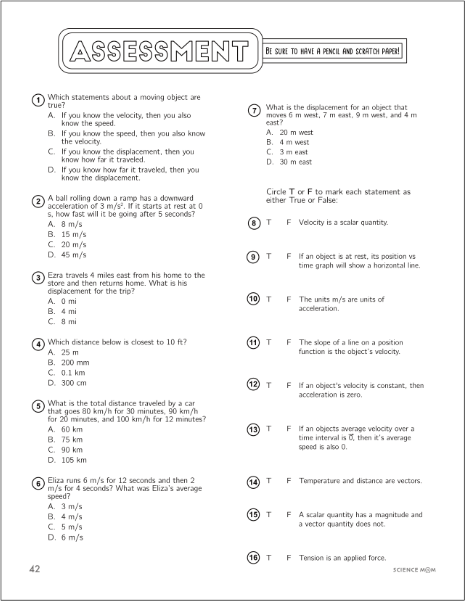 ASSESSMENT
BE SURE TO HAVE A PENCIL AND SCRATCH PAPER!
1 Which statements about a moving object are
true?
A. If you know the velocity, then you also
know the speed.
B. If you know the speed, then you also know
the velocity.
C. If you know the displacement, then you
know how far it traveled.
D. If you know how far it traveled, then you
know the displacement.
2 A ball rolling down a ramp has a downward
acceleration of 3 m/s². If it starts at rest at 0
s, how fast will it be going after 5 seconds?
A. 8 m/s
B. 15 m/s
C. 20 m/s
D. 45 m/s
3 Ezra travels 4 miles east from his home to the
store and then returns home. What is his
displacement for the trip?
A. 0 mi
B. 4 mi
C. 8 mi
4 Which distance below is closest to 10 ft?
A. 25 m
B. 200 mm
C. 0.1 km
D. 300 cm
5 What is the total distance traveled by a car
that goes 80 km/h for 30 minutes, 90 km/h
for 20 minutes, and 100 km/h for 12 minutes?
A. 60 km
B. 75 km
C. 90 km
D. 105 km
6 Eliza runs 6 m/s for 12 seconds and then 2
m/s for 4 seconds? What was Eliza's average
speed?
A. 3 m/s
B. 4 m/s
C. 5 m/s
D. 6 m/s
7 What is the displacement for an object that
moves 6 m west, 7 m east, 9 m west, and 4 m
east?
A. 20 m west
B. 4 m west
C. 3 m east
D. 30 m east
Circle T or F to mark each statement as
either True or False:
8 T F Velocity is a scalar quantity.
9 T F If an object is at rest, its position vs
time graph will show a horizontal line.
10 T F The units m/s are units of
acceleration.
11 T F The slope of a line on a position
function is the object's velocity.
12 T F If an object's velocity is constant, then
acceleration is zero.
13 T F If an objects average velocity over a
time interval is 0̅, then it's average
speed is also 0.
14 T F Temperature and distance are vectors.
15 T F A scalar quantity has a magnitude and
a vector quantity does not.
16 T F Tension is an applied force.
42
SCIENCE MOM